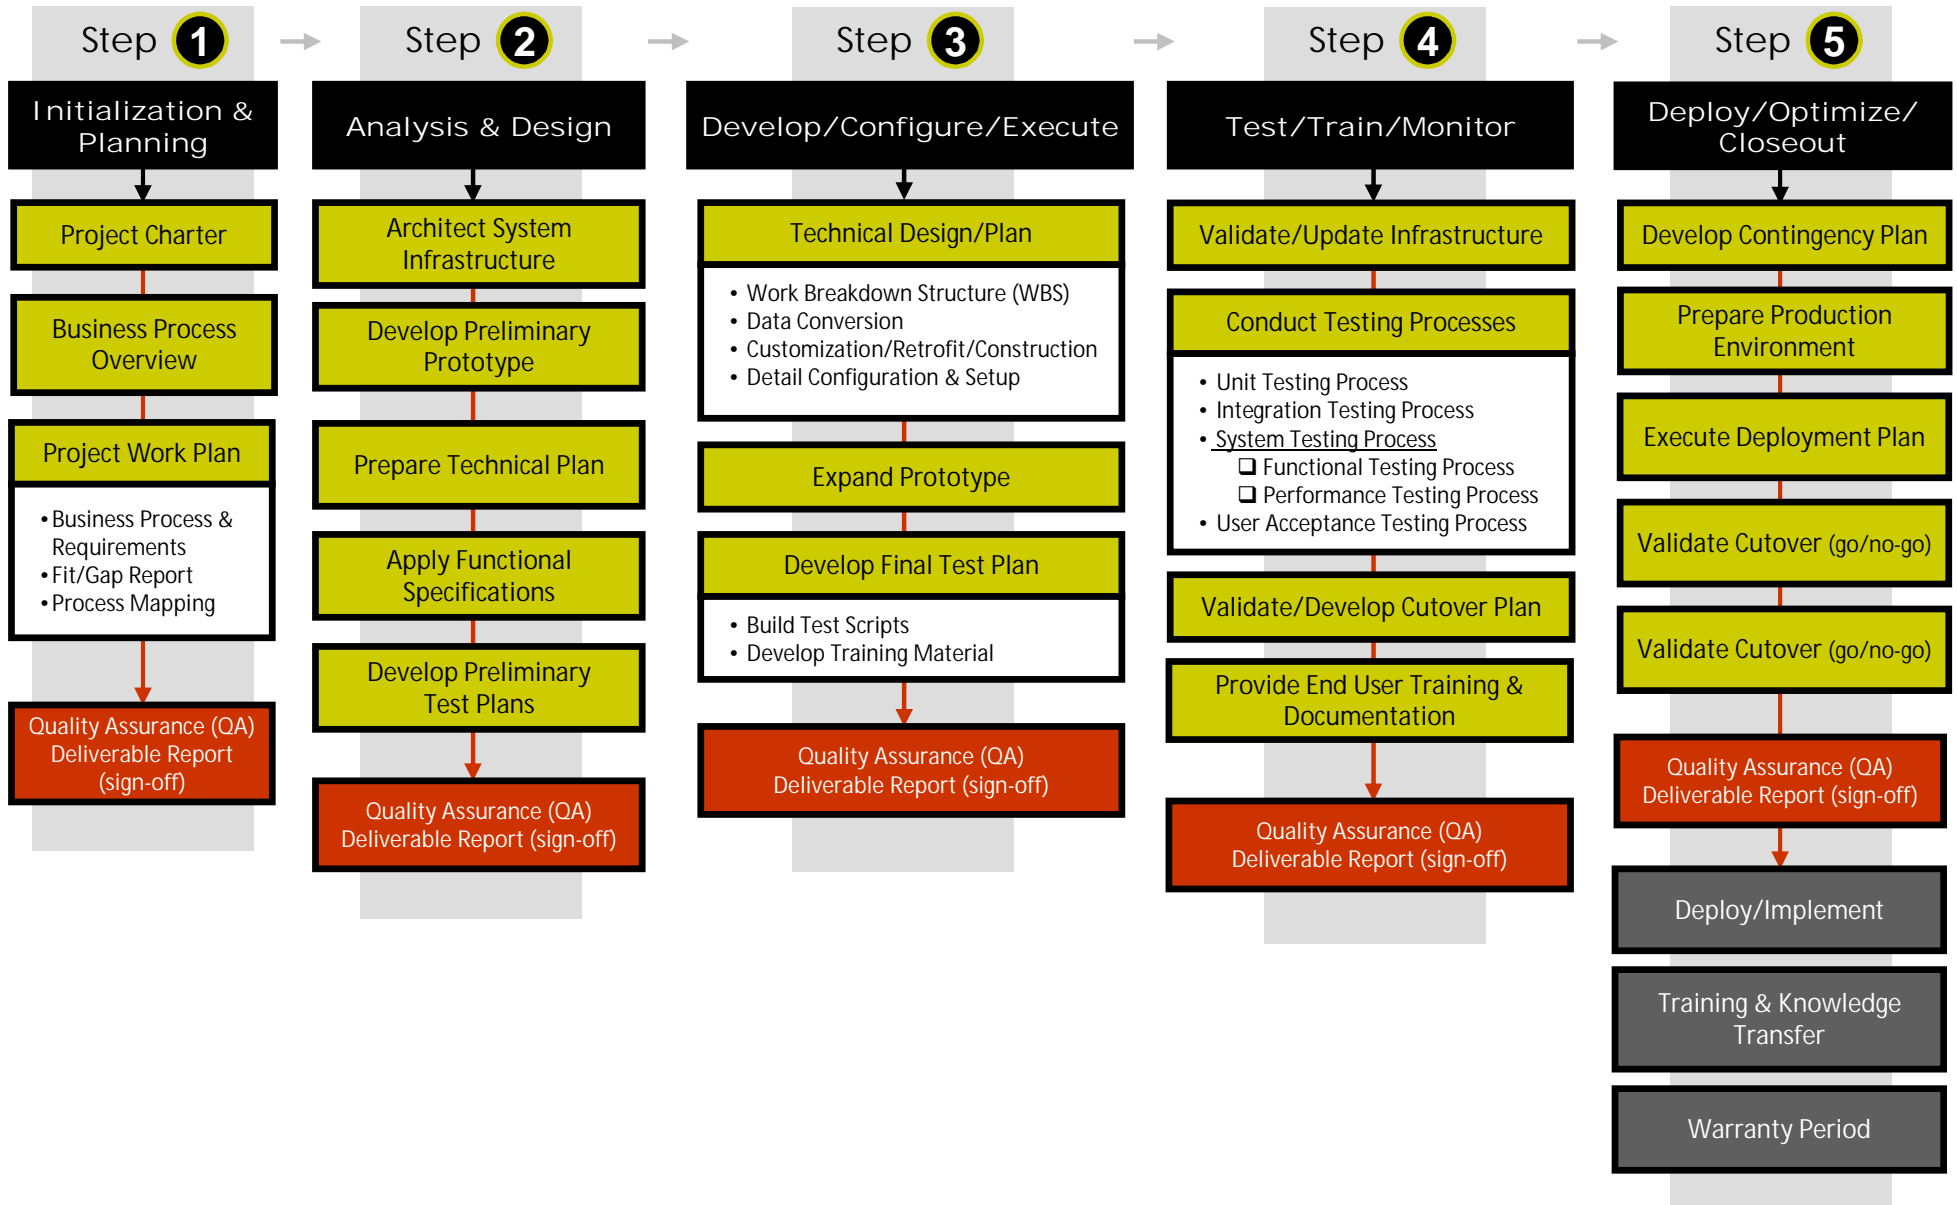 Step 1
Initialization &
Planning
Project Charter
Business Process
Overview
Project Work Plan
• Business Process &
Requirements
• Fit/Gap Report
• Process Mapping
Quality Assurance (QA)
Deliverable Report
(sign-off)
Step 2
Analysis & Design
Architect System
Infrastructure
Develop Preliminary
Prototype
Prepare Technical Plan
Apply Functional
Specifications
Develop Preliminary
Test Plans
Quality Assurance (QA)
Deliverable Report (sign-off)
Step 3
Develop/Configure/Execute
Technical Design/Plan
• Work Breakdown Structure (WBS)
• Data Conversion
• Customization/Retrofit/Construction
• Detail Configuration & Setup
Expand Prototype
Develop Final Test Plan
• Build Test Scripts
• Develop Training Material
Quality Assurance (QA)
Deliverable Report (sign-off)
Step 4
Test/Train/Monitor
Validate/Update Infrastructure
Conduct Testing Processes
• Unit Testing Process
• Integration Testing Process
• System Testing Process
❑ Functional Testing Process
❑ Performance Testing Process
• User Acceptance Testing Process
Validate/Develop Cutover Plan
Provide End User Training &
Documentation
Quality Assurance (QA)
Deliverable Report (sign-off)
Step 5
Deploy/Optimize/
Closeout
Develop Contingency Plan
Prepare Production
Environment
Execute Deployment Plan
Validate Cutover (go/no-go)
Validate Cutover (go/no-go)
Quality Assurance (QA)
Deliverable Report (sign-off)
Deploy/Implement
Training & Knowledge
Transfer
Warranty Period